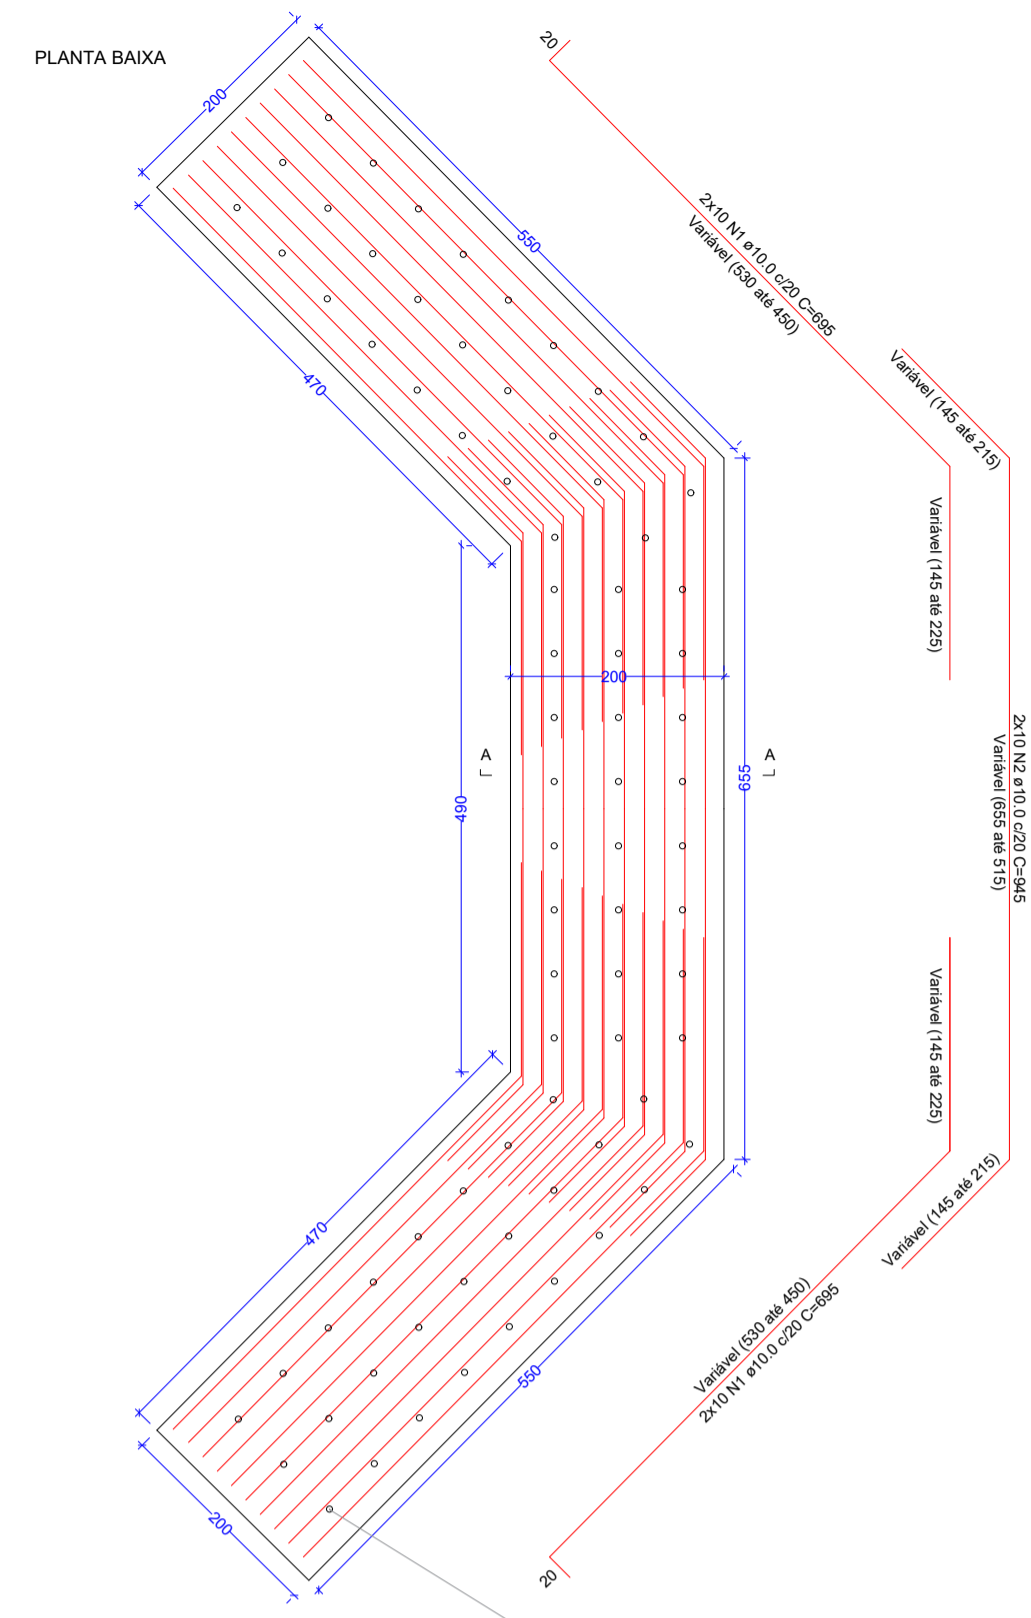 PLANTA BAIXA
200
550
470
20
2x10 N1 ø10.0 c/20 C=695
Variável (530 até 450)
Variável (145 até 215)
Variável (145 até 225)
200
A
A
490
655
2x10 N2 ø10.0 c/20 C=945
Variável (655 até 515)
Variável (145 até 225)
Variável (145 até 215)
470
550
200
Variável (530 até 450)
2x10 N1 ø10.0 c/20 C=695
20